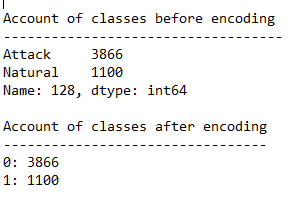 Account of classes before encoding
-----------------------------------
Attack     3866
Natural    1100
Name: 128, dtype: int64
Account of classes after encoding
---------------------------------
0: 3866
1: 1100